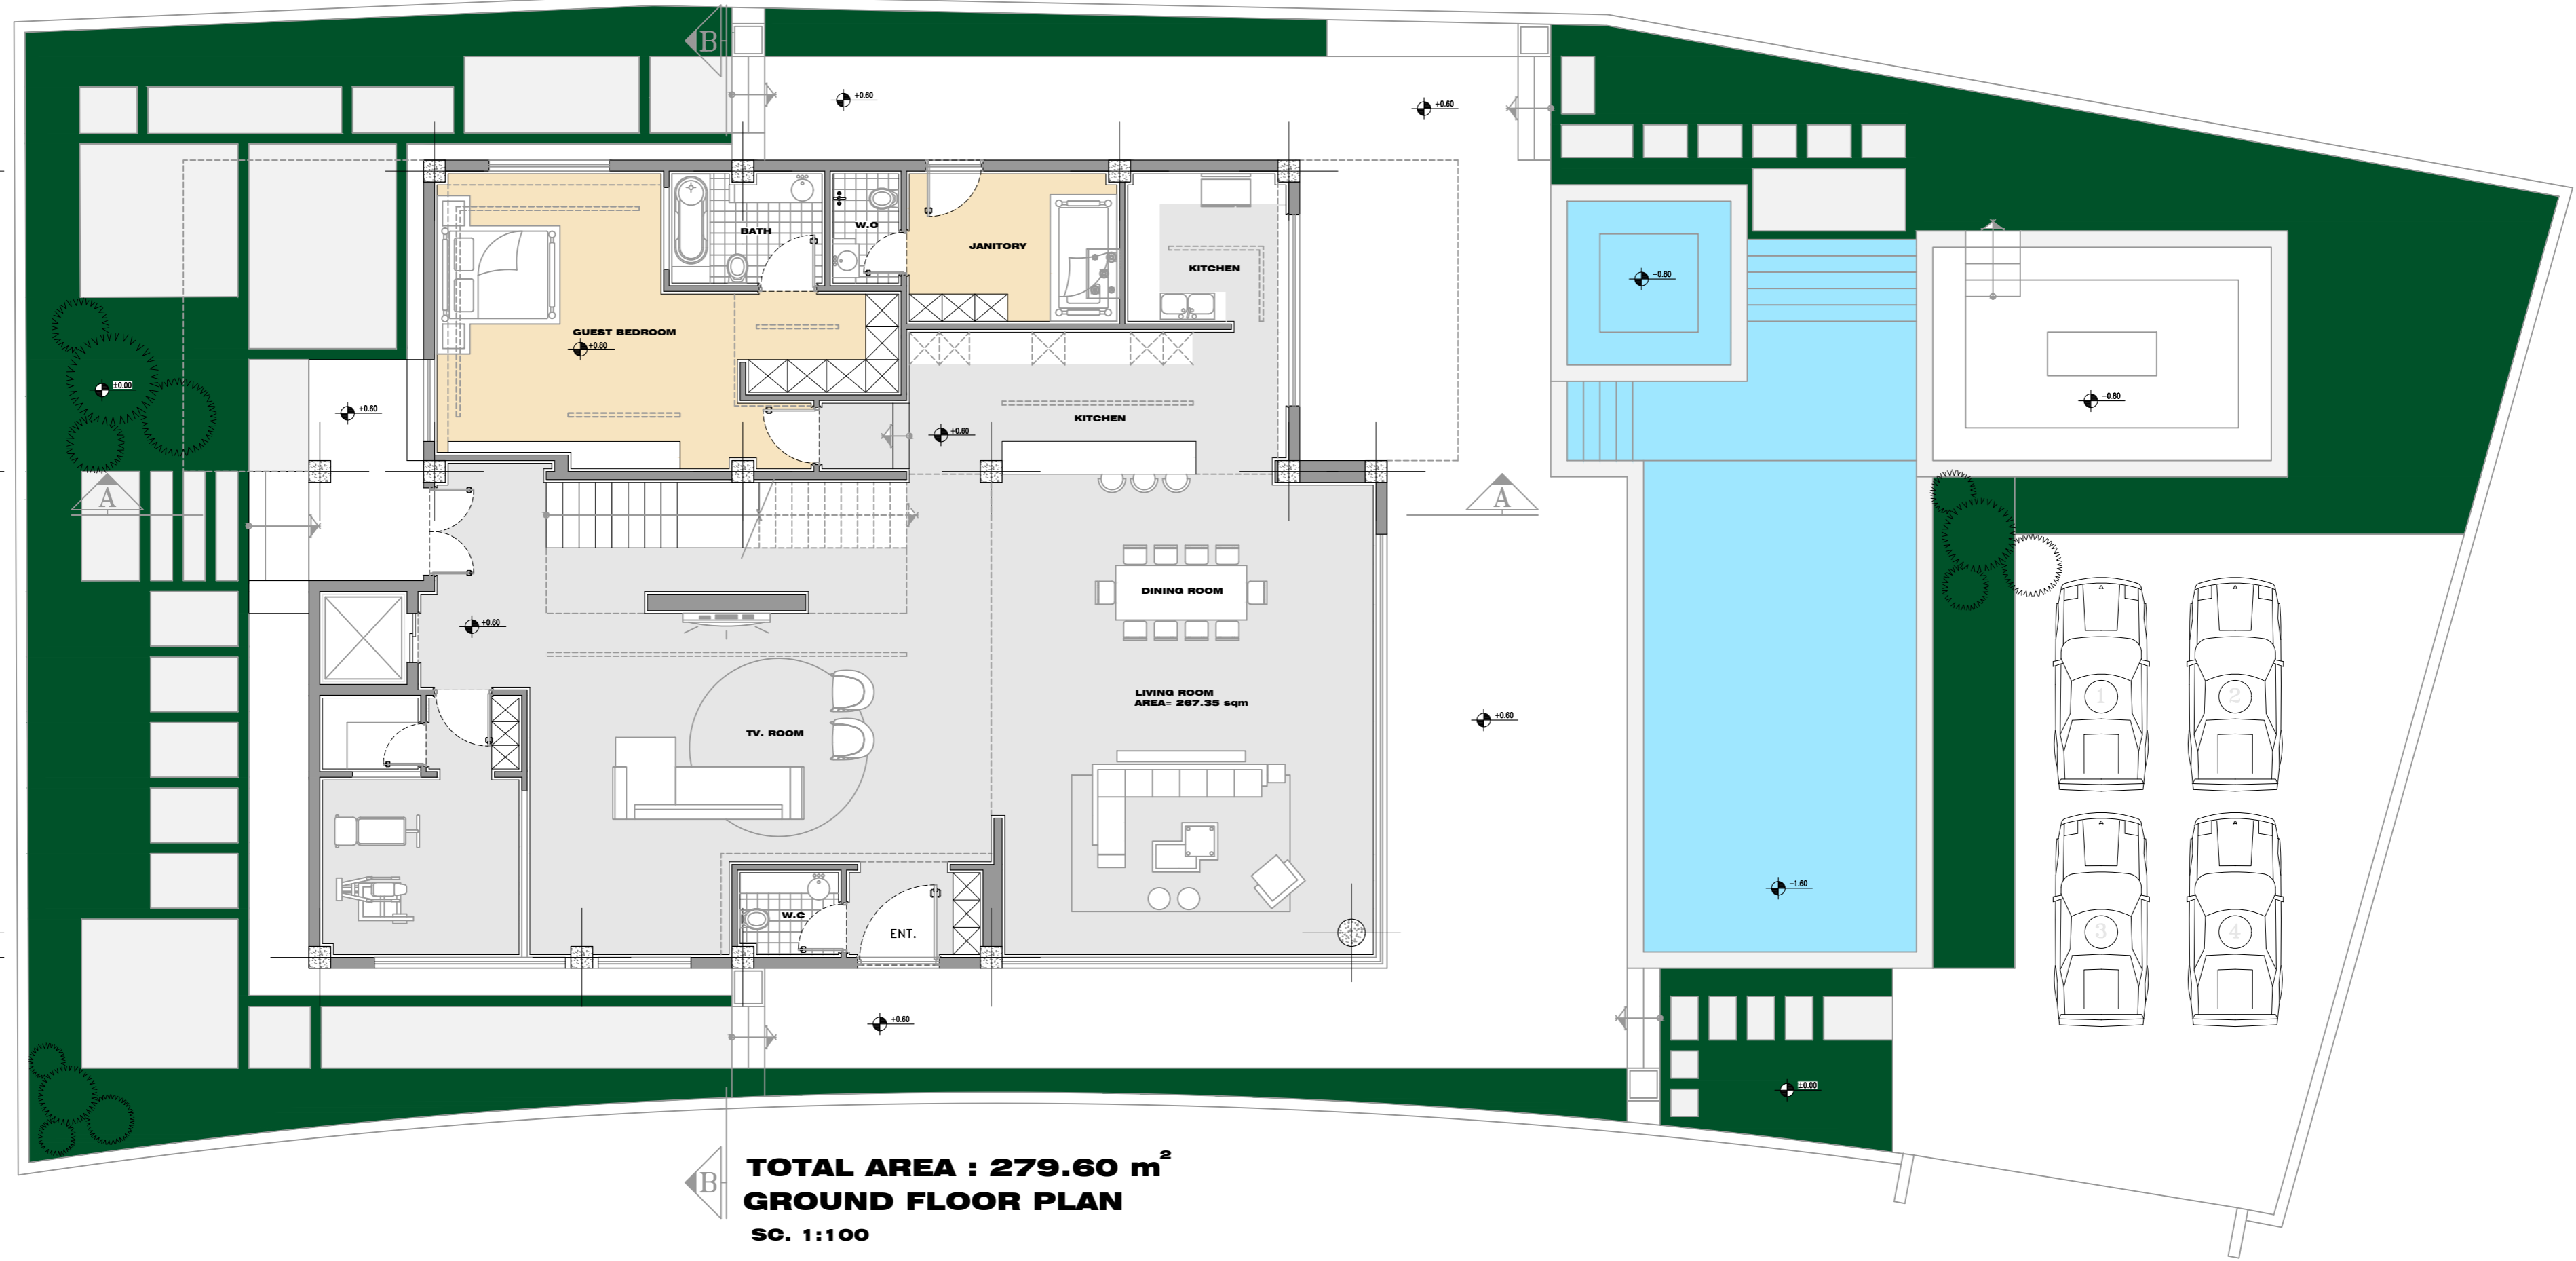 B
+0.60
+0.60
BATH
W.C
JANITORY
KITCHEN
-0.80
GUEST BEDROOM
+0.80
±0.00
+0.60
KITCHEN
+0.60
-0.80
A
A
DINING ROOM
+0.60
LIVING ROOM
AREA= 267.35 sqm
1
2
+0.60
TV. ROOM
-1.60
W.C
ENT.
3
4
+0.60
±0.00
B
TOTAL AREA : 279.60 m²
GROUND FLOOR PLAN
SC. 1:100